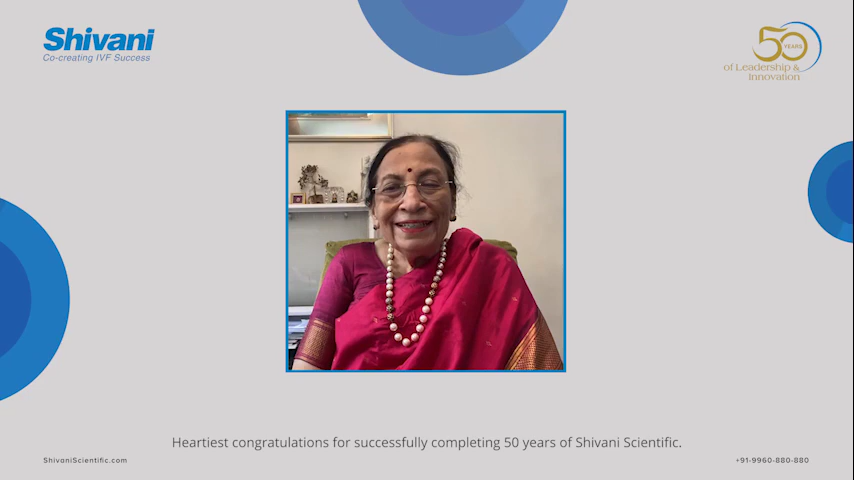 Shivani
Co-creating IVF Success
50 YEARS
of Leadership &
Innovation
Heartiest congratulations for successfully completing 50 years of Shivani Scientific.
ShivaniScientific.com
+91-9960-880-880